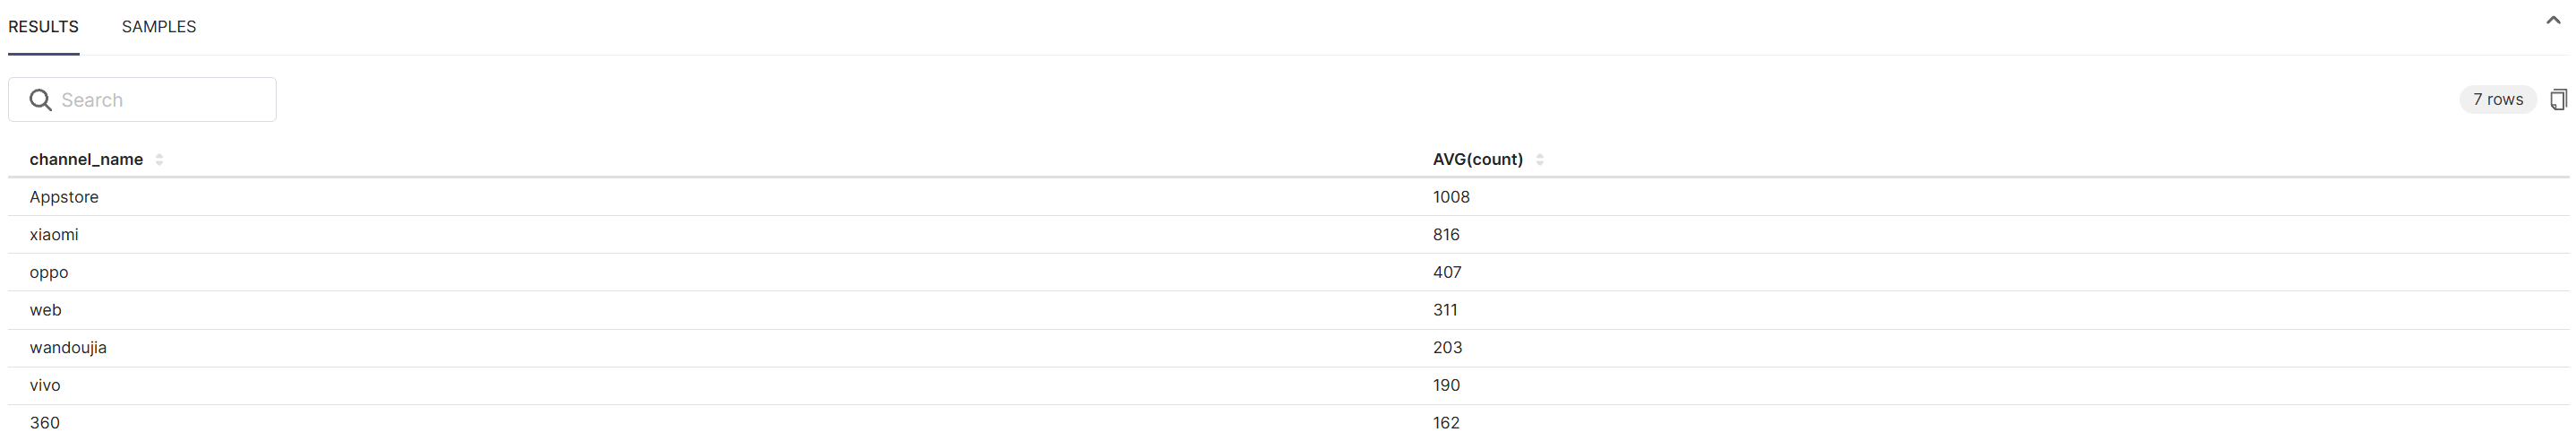 RESULTS SAMPLES
Search
7 rows
channel_name AVG(count)
Appstore 1008
xiaomi 816
oppo 407
web 311
wandoujia 203
vivo 190
360 162